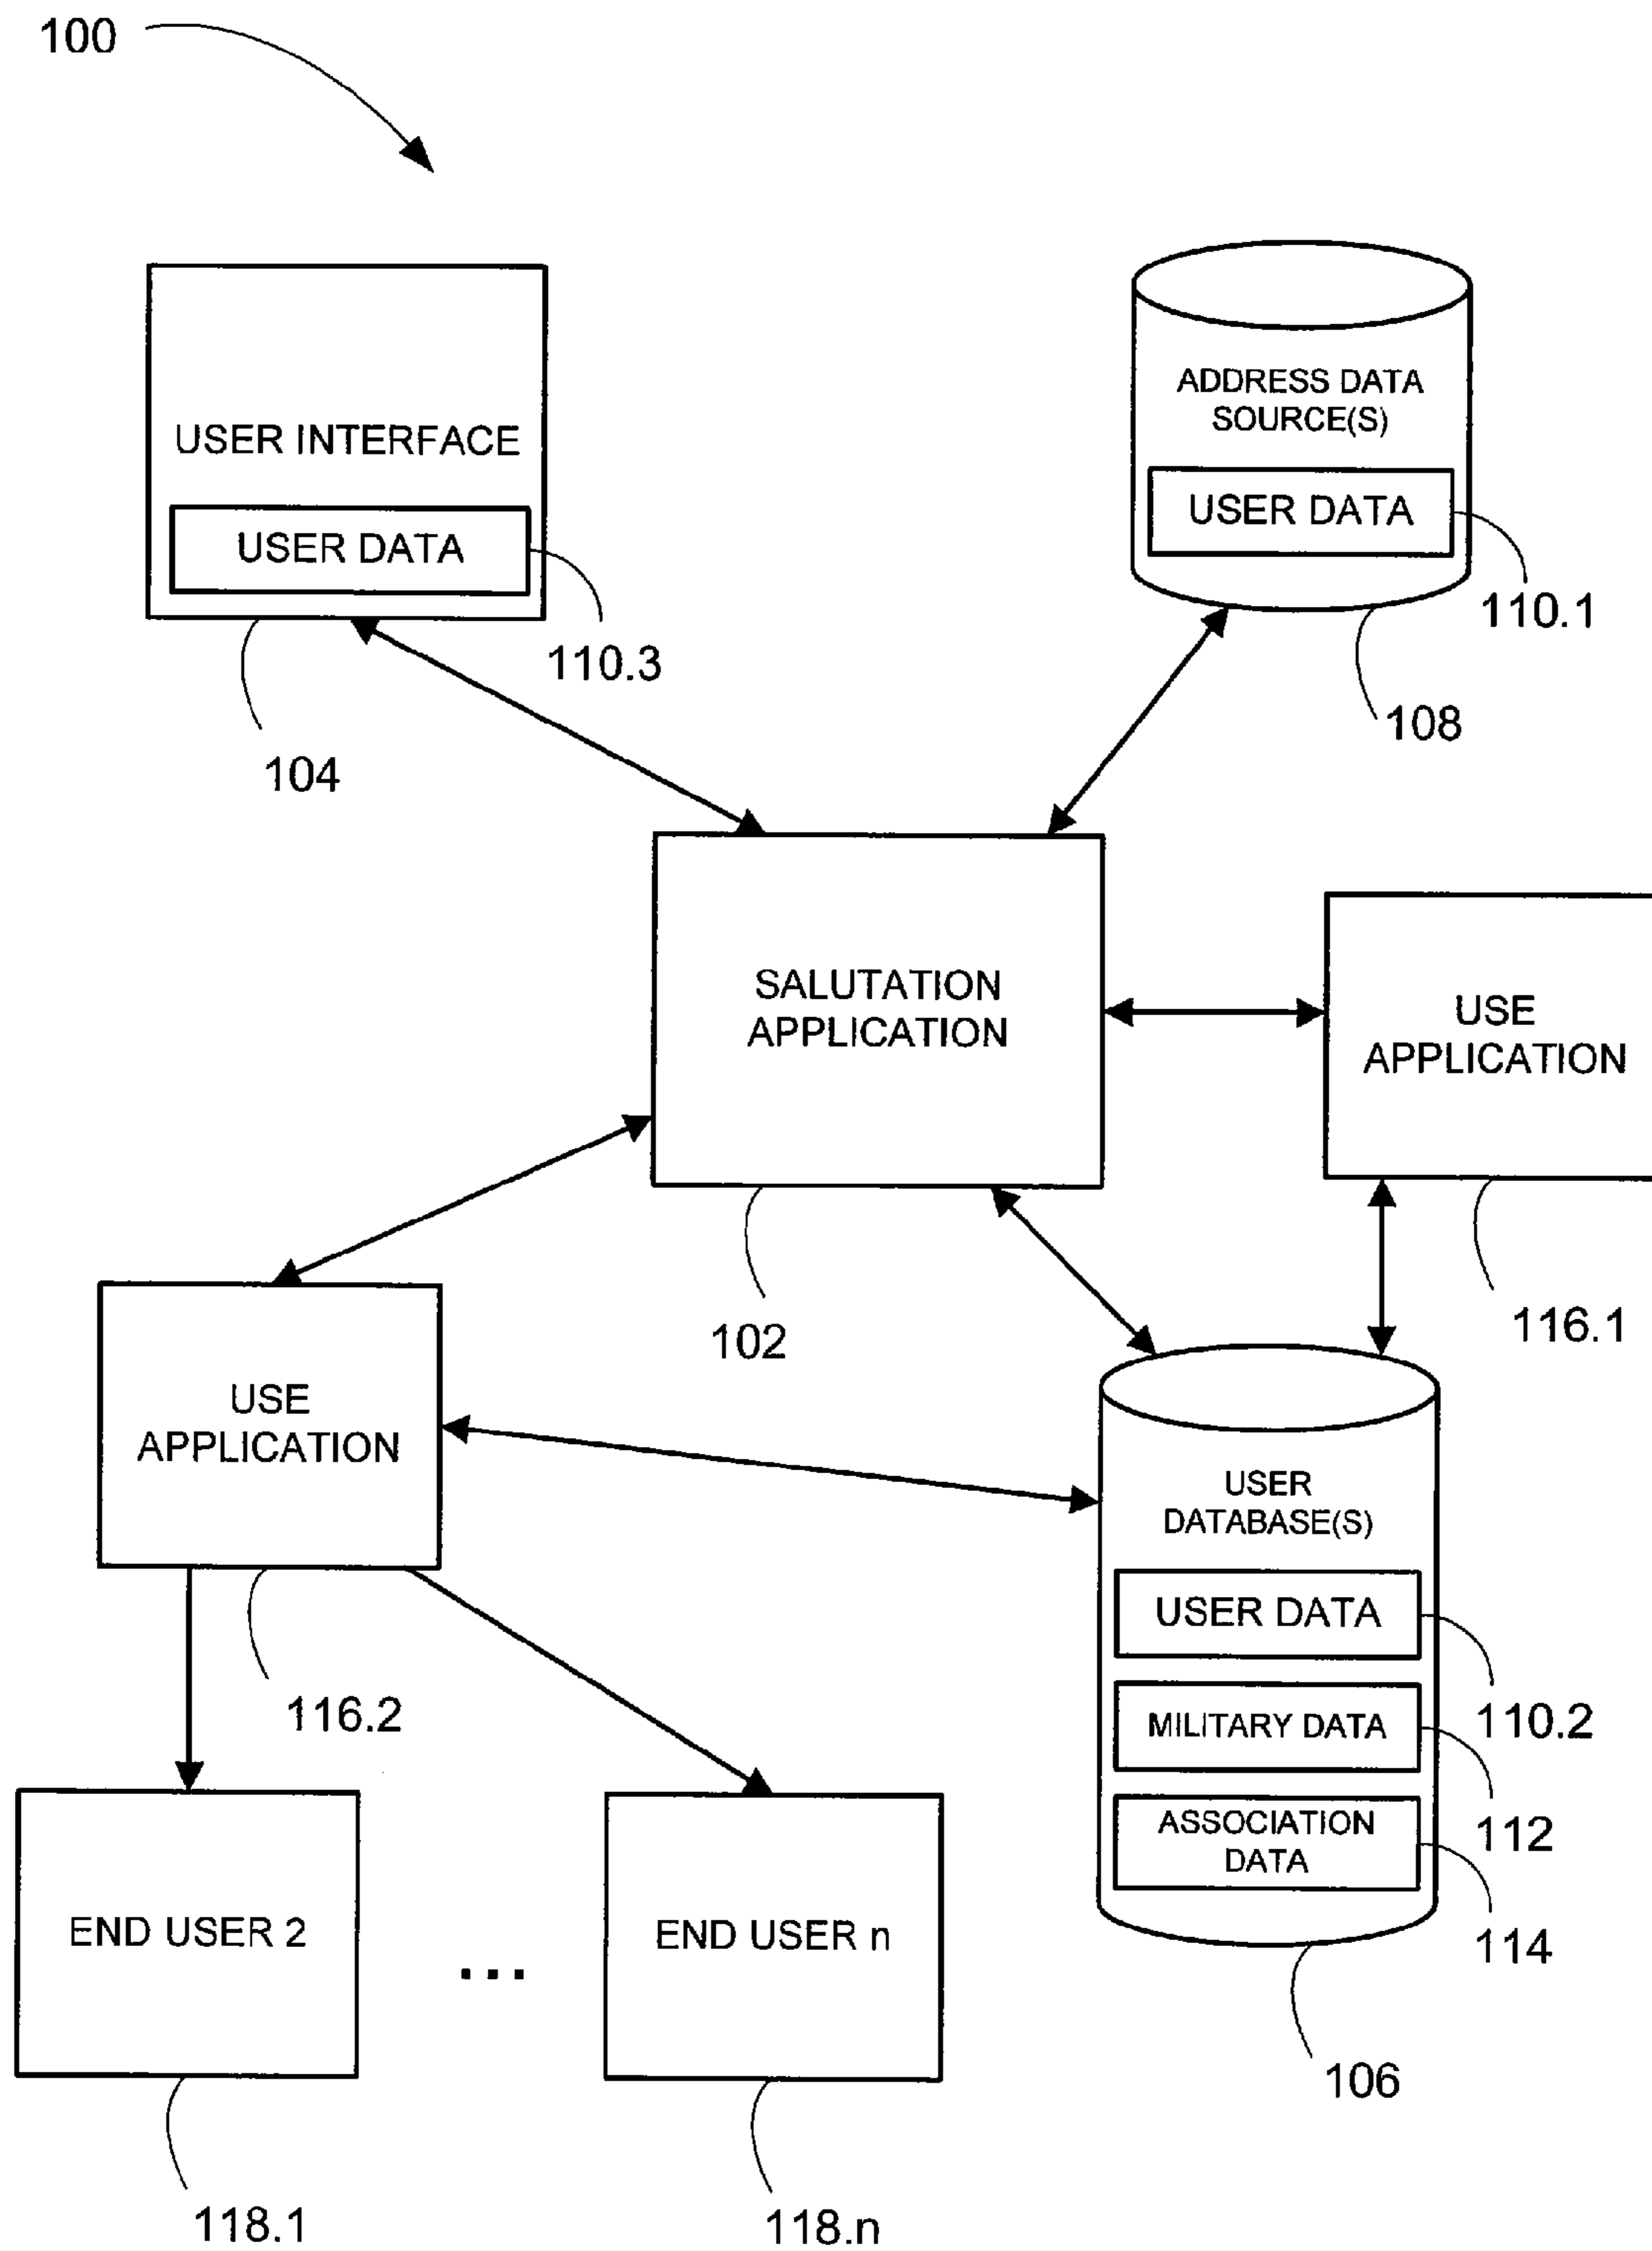 100
USER INTERFACE
USER DATA
110.3
104
ADDRESS DATA
SOURCE(S)
USER DATA
110.1
108
SALUTATION
APPLICATION
102
USE
APPLICATION
116.1
USE
APPLICATION
116.2
USER
DATABASE(S)
USER DATA
110.2
MILITARY DATA
112
ASSOCIATION
DATA
114
106
END USER 2
118.1
...
END USER n
118.n